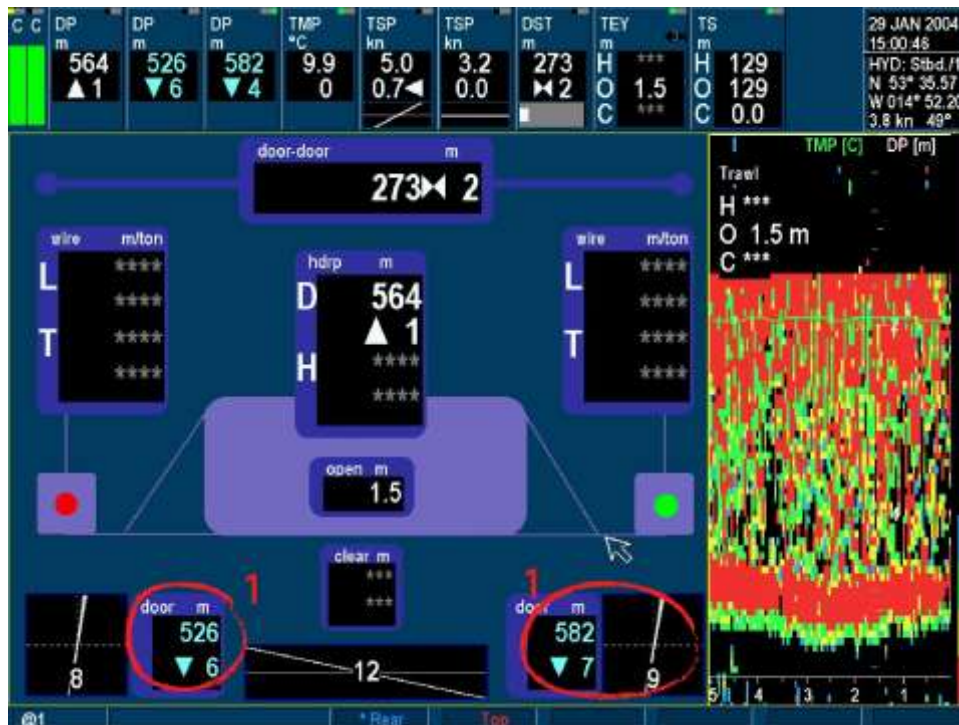 C C
DP
m
564
▲ 1
DP
m
526
▼ 6
DP
m
582
▼ 4
TMP
°C
9.9
0
TSP
kn
5.0
0.7◄
TSP
kn
3.2
0.0
DST
m
273
⧓ 2
TEY
m
H ***
O 1.5
C ***
TS
m
H 129
O 129
C 0.0
29 JAN 2004
15:00:46
HYD: Stbd./1
N 53° 35.57
W 014° 52.20
3.8 kn 49°
door-door m
273⧓ 2
wire m/ton
L ****
****
T ****
****
hdrp m
D 564
▲ 1
H ****
****
wire m/ton
L ****
****
T ****
****
open m
1.5
clear m
***
***
1
door m
526
▼ 6
8
12
1
door m
582
▼ 7
9
TMP [C] DP [m]
Trawl
H ***
O 1.5 m
C ***
5 4 3 2 1
@1
* Rear
Top